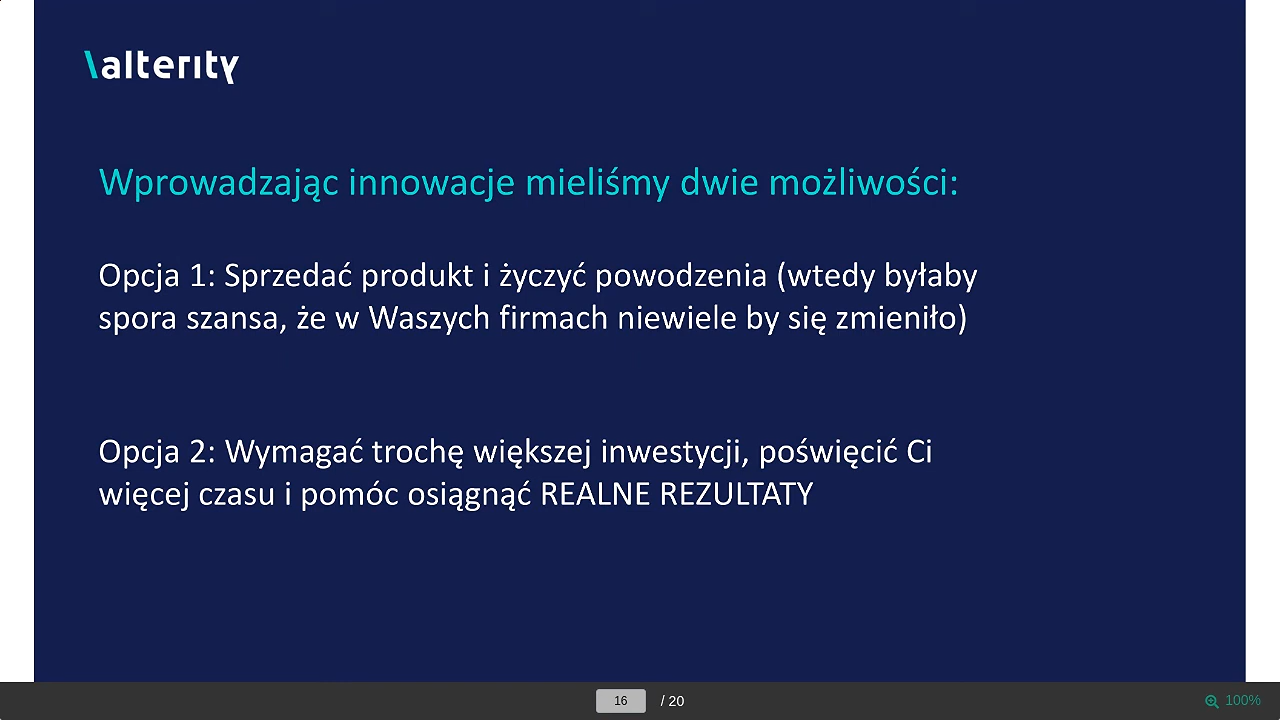 \alterity
Wprowadzając innowacje mieliśmy dwie możliwości:
Opcja 1: Sprzedać produkt i życzyć powodzenia (wtedy byłaby
spora szansa, że w Waszych firmach niewiele by się zmieniło)
Opcja 2: Wymagać trochę większej inwestycji, poświęcić Ci
więcej czasu i pomóc osiągnąć REALNE REZULTATY
16 / 20 100%